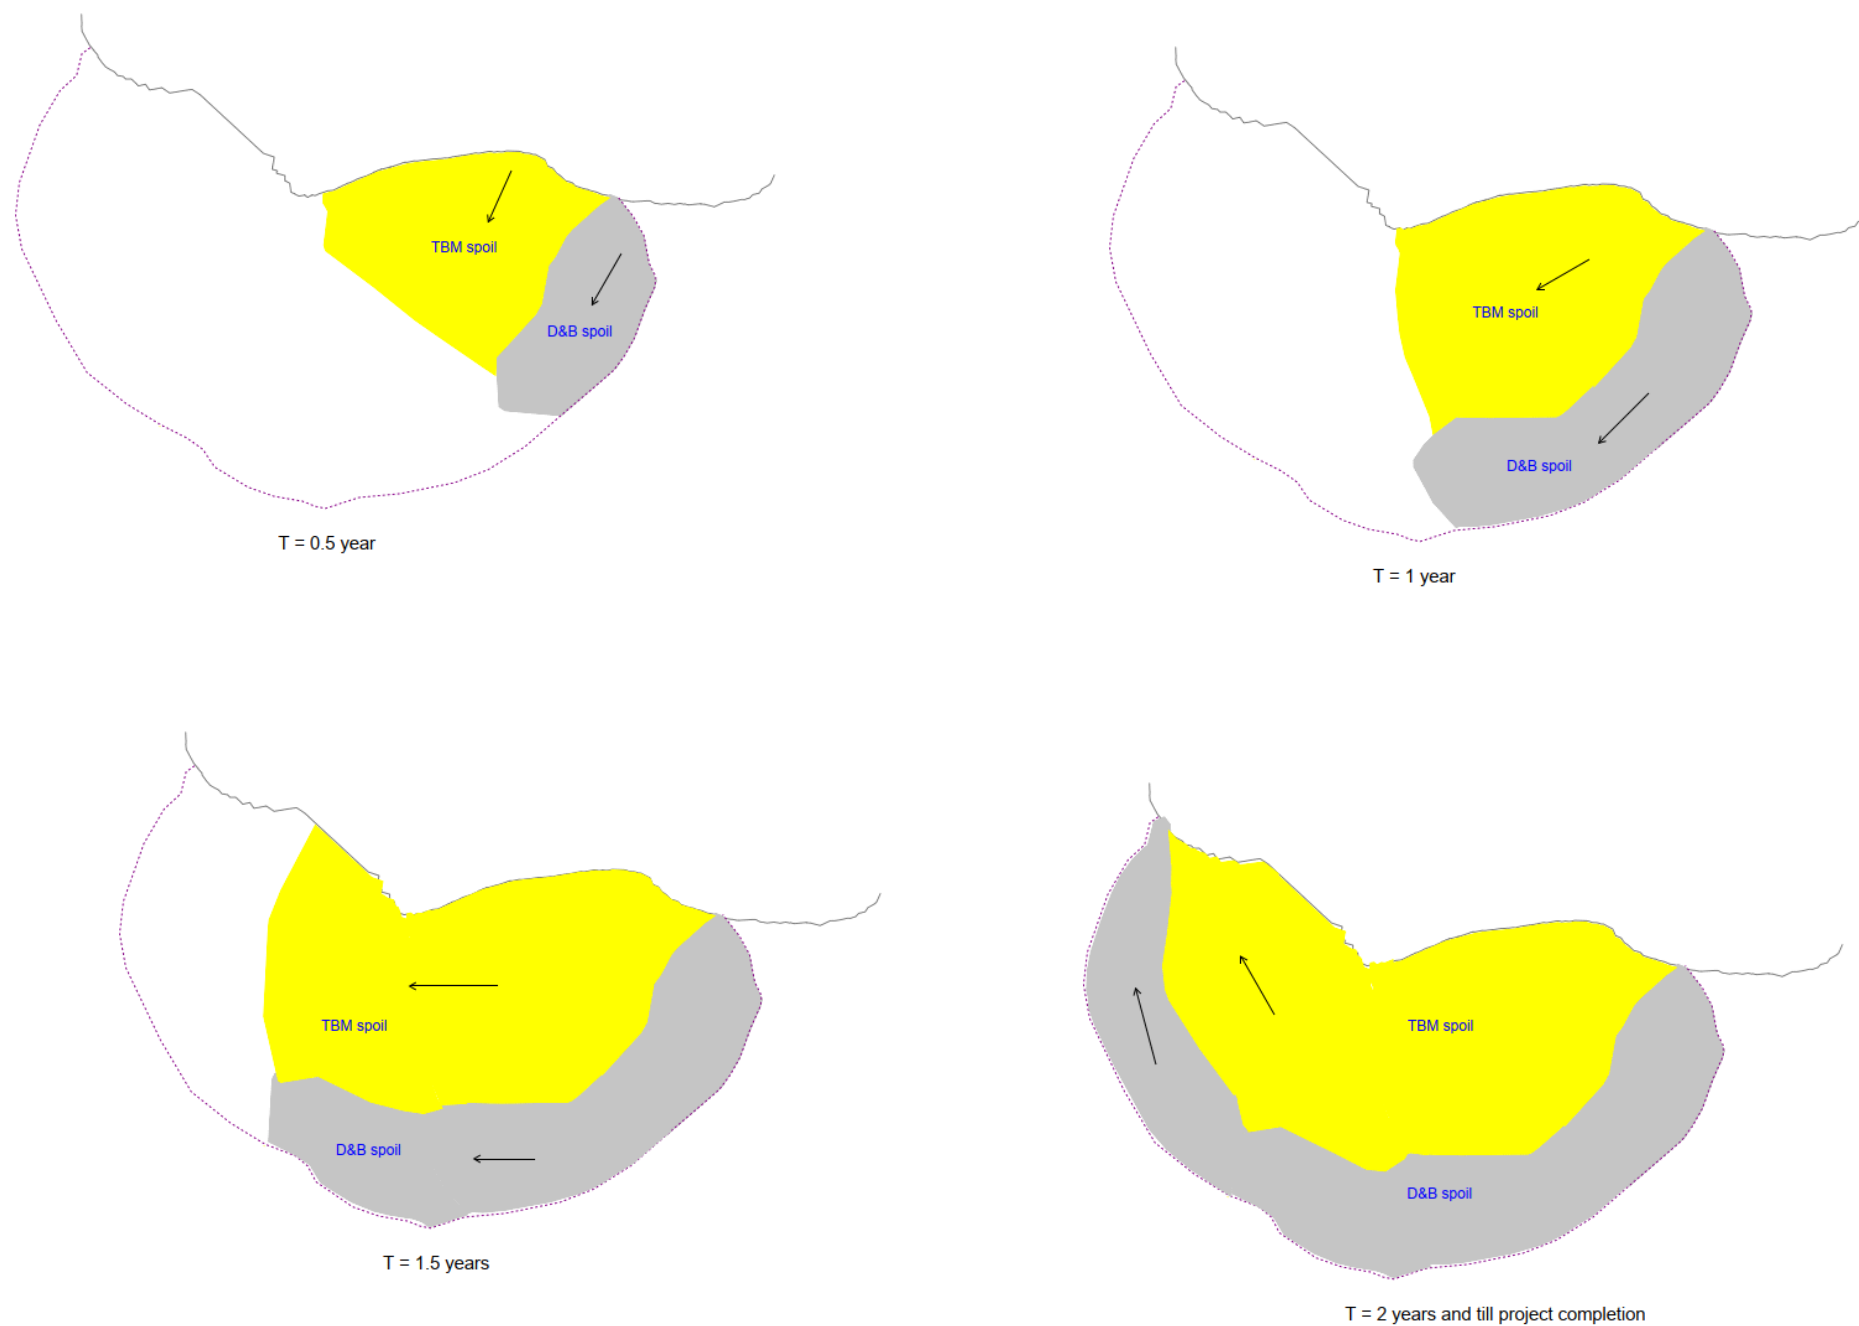 TBM spoil
D&B spoil
T = 0.5 year
TBM spoil
D&B spoil
T = 1 year
TBM spoil
D&B spoil
T = 1.5 years
TBM spoil
D&B spoil
T = 2 years and till project completion